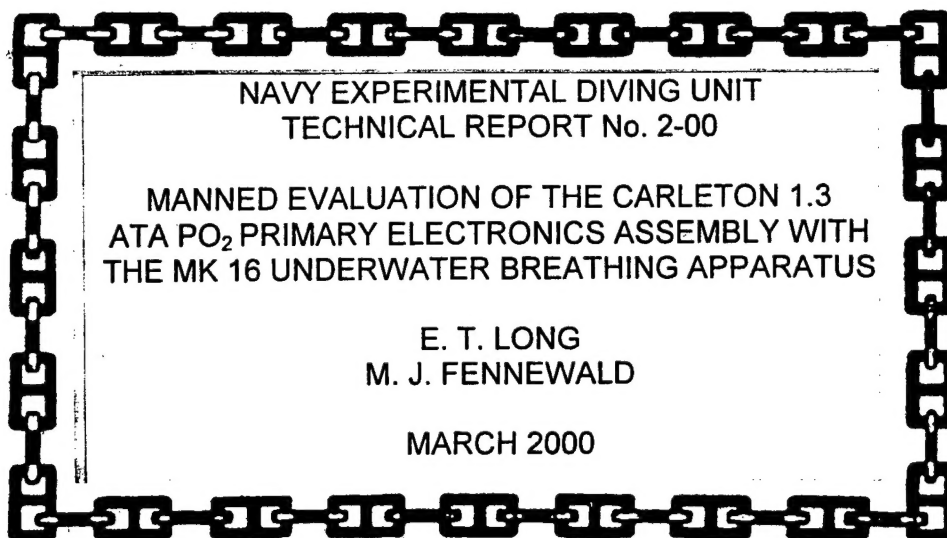 NAVY EXPERIMENTAL DIVING UNIT
TECHNICAL REPORT No. 2-00
MANNED EVALUATION OF THE CARLETON 1.3
ATA PO₂ PRIMARY ELECTRONICS ASSEMBLY WITH
THE MK 16 UNDERWATER BREATHING APPARATUS
E. T. LONG
M. J. FENNEWALD
MARCH 2000